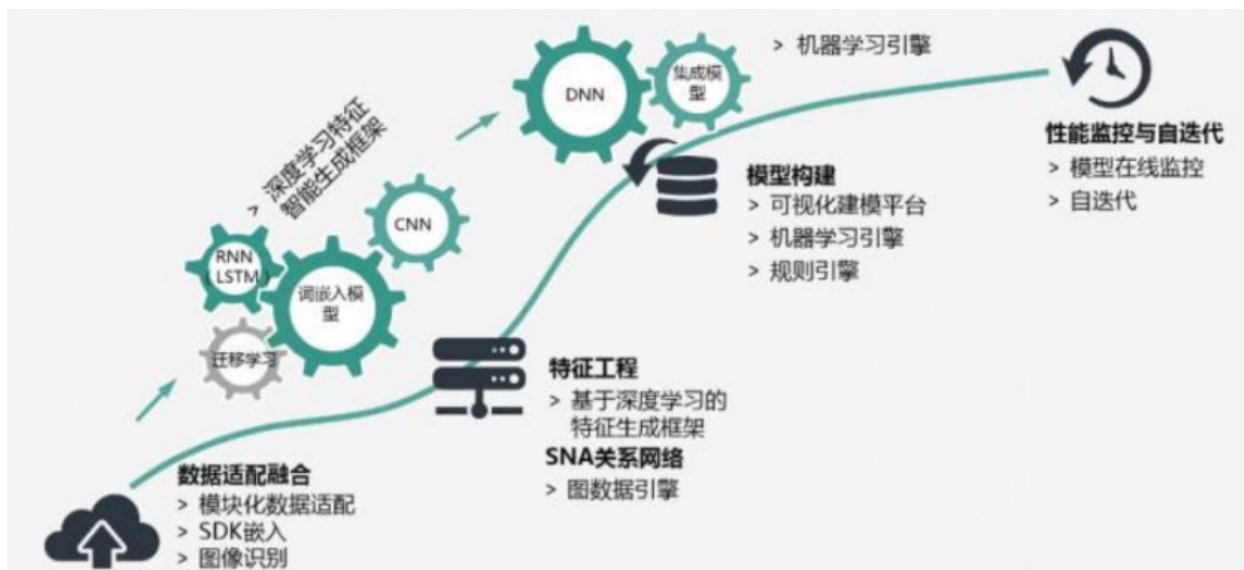 > 机器学习引擎
DNN
集成模
型
> 深度学习特征
智能生成框架
CNN
RNN
（LSTM）
词嵌入模
型
迁移学习
性能监控与自迭代
> 模型在线监控
> 自迭代
模型构建
> 可视化建模平台
> 机器学习引擎
> 规则引擎
特征工程
> 基于深度学习的
特征生成框架
SNA关系网络
> 图数据引擎
数据适配融合
> 模块化数据适配
> SDK嵌入
> 图像识别